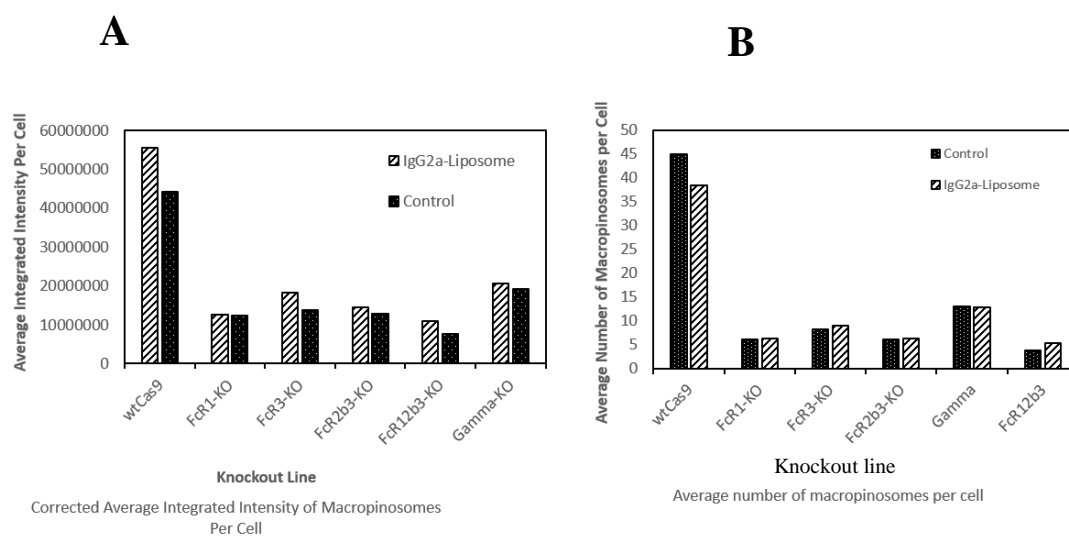 A
Average Integrated Intensity Per Cell
60000000
50000000
40000000
30000000
20000000
10000000
0
IgG2a-Liposome
Control
wtCas9
FcR1-KO
FcR3-KO
FcR2b3-KO
FcR12b3-KO
Gamma-KO
Knockout Line
Corrected Average Integrated Intensity of Macropinosomes
Per Cell
B
Average Number of Macropinosomes per Cell
50
45
40
35
30
25
20
15
10
5
0
Control
IgG2a-Liposome
wtCas9
FcR1-KO
FcR3-KO
FcR2b3-KO
Gamma
FcR12b3
Knockout line
Average number of macropinosomes per cell